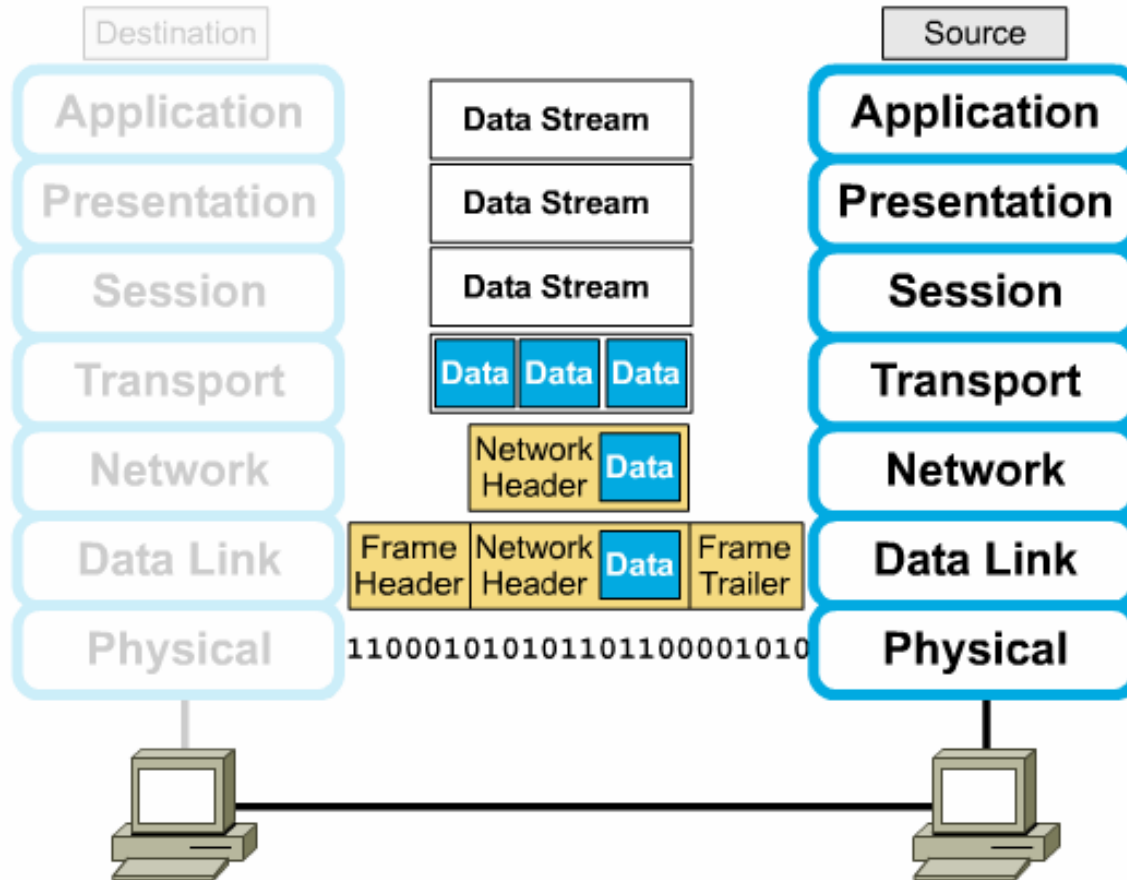 Destination
Source
Application
Data Stream
Application
Presentation
Data Stream
Presentation
Session
Data Stream
Session
Transport
Data Data Data
Transport
Network
Network
Header
Data
Network
Data Link
Frame
Header
Network
Header
Data
Frame
Trailer
Data Link
Physical
110001010101101100001010
Physical